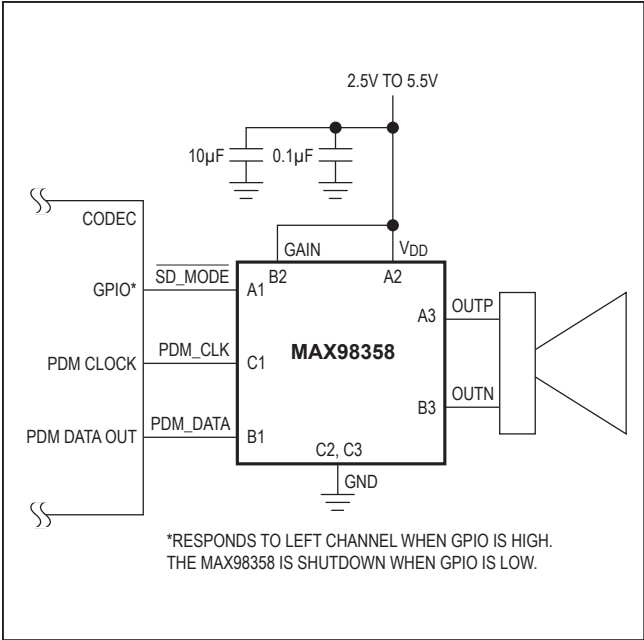 2.5V TO 5.5V
10µF
0.1µF
CODEC
GAIN
VDD
GPIO*
SD_MODE
A1
B2
A2
A3
OUTP
MAX98358
PDM CLOCK
PDM_CLK
C1
B3
OUTN
PDM DATA OUT
PDM_DATA
B1
C2, C3
GND
*RESPONDS TO LEFT CHANNEL WHEN GPIO IS HIGH.
THE MAX98358 IS SHUTDOWN WHEN GPIO IS LOW.